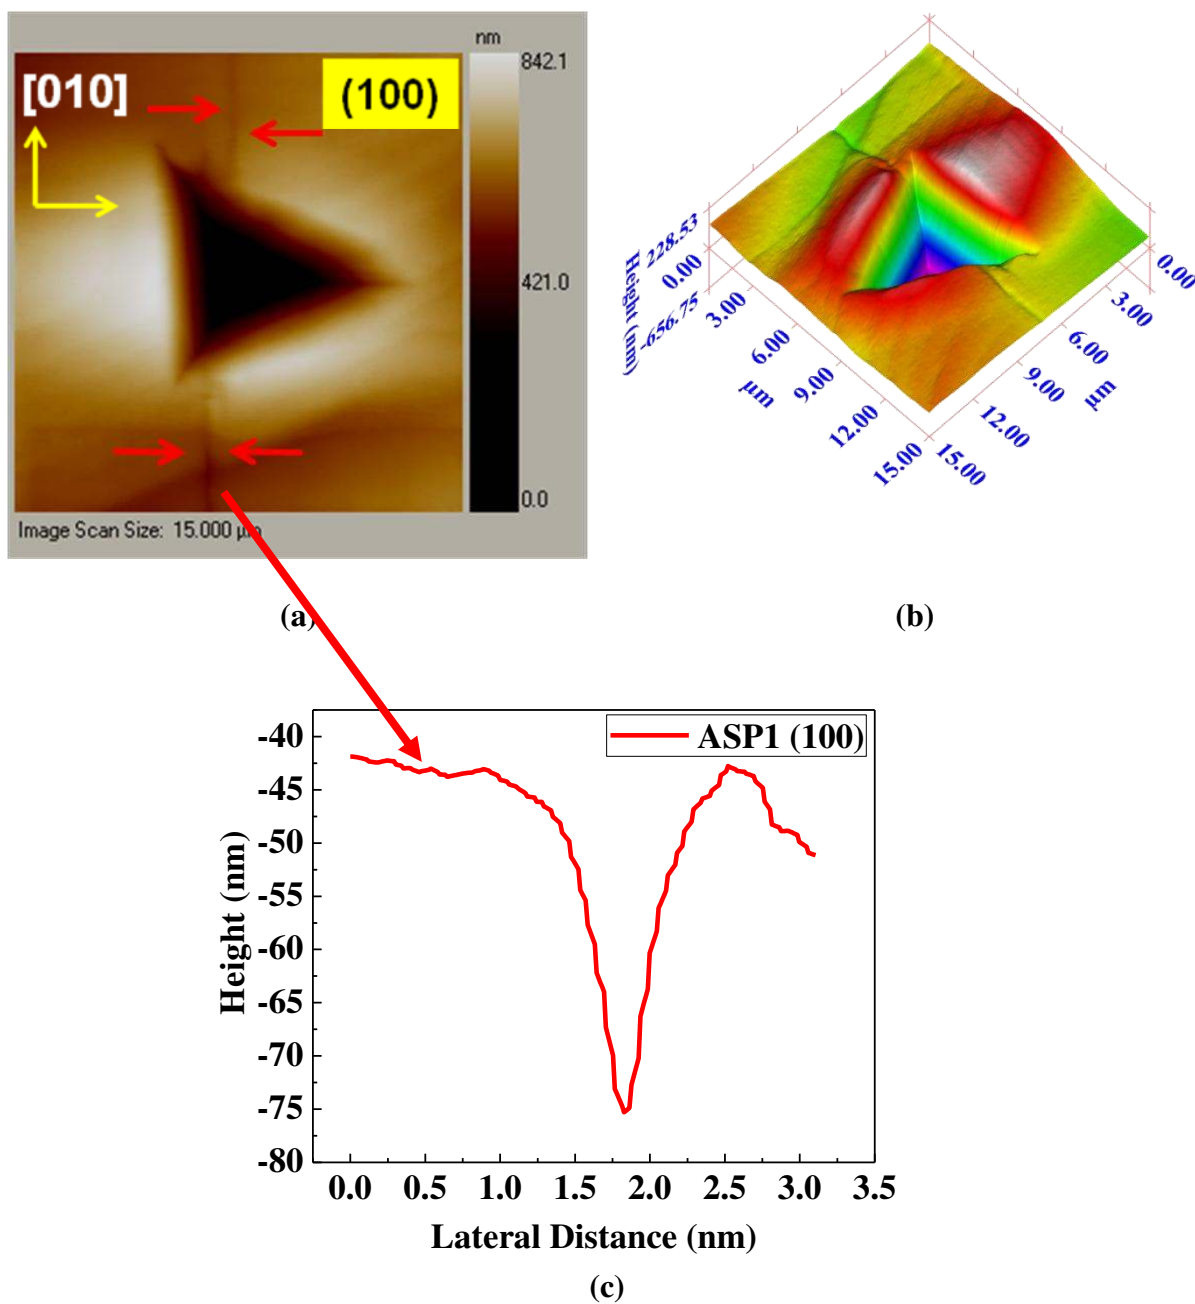 nm
842.1
[010]
(100)
421.0
0.0
Image Scan Size: 15.000 µm
(a)
228.53
0.00
-656.75
Height (nm)
3.00
6.00
9.00
12.00
15.00
µm
0.00
3.00
6.00
9.00
12.00
15.00
µm
(b)
ASP1 (100)
-40
-45
-50
-55
-60
-65
-70
-75
-80
Height (nm)
0.0 0.5 1.0 1.5 2.0 2.5 3.0 3.5
Lateral Distance (nm)
(c)